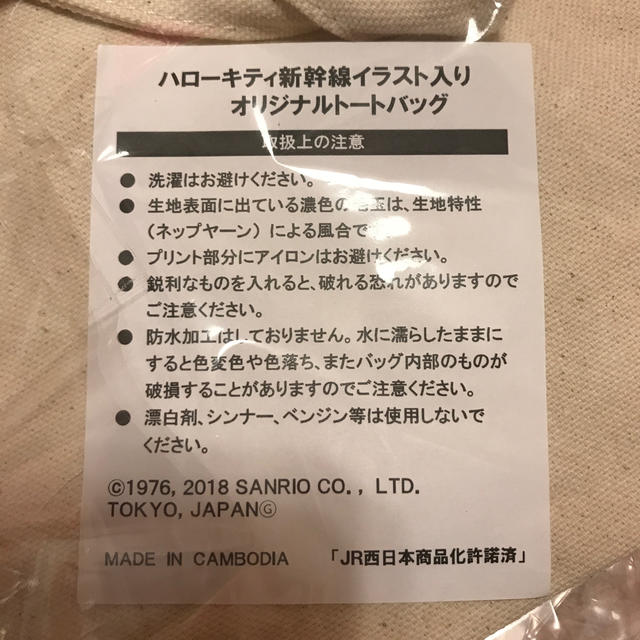 ハローキティ新幹線イラスト入り
オリジナルトートバッグ
取扱上の注意
● 洗濯はお避けください。
● 生地表面に出ている濃色の毛玉は、生地特性
（ネップヤーン）による風合で
● プリント部分にアイロンはお避けください。
● 鋭利なものを入れると、破れる恐れがありますので
ご注意ください。
● 防水加工はしておりません。水に濡らしたままに
すると色変色や色落ち、またバッグ内部のものが
破損することがありますのでご注意ください。
● 漂白剤、シンナー、ベンジン等は使用しないで
ください。
©1976, 2018 SANRIO CO., LTD.
TOKYO, JAPANⒼ
MADE IN CAMBODIA 「JR西日本商品化許諾済」